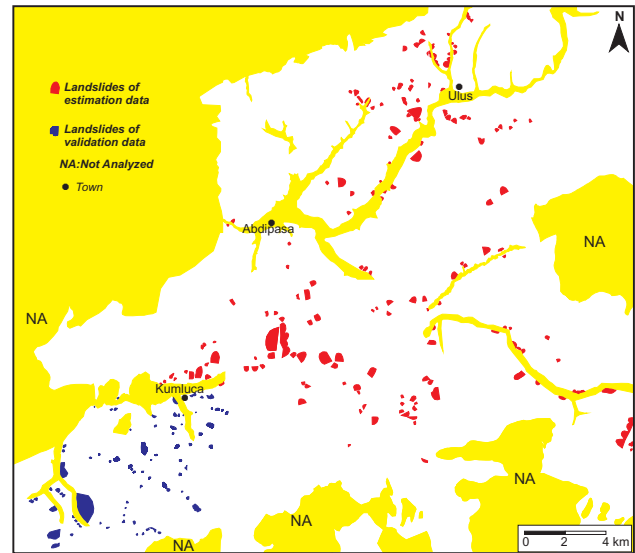 N
Landslides of
estimation data
Landslides of
validation data
NA:Not Analyzed
Town
Ulus
Abdipasa
NA
NA
Kumluca
NA
NA
NA
0 2 4 km